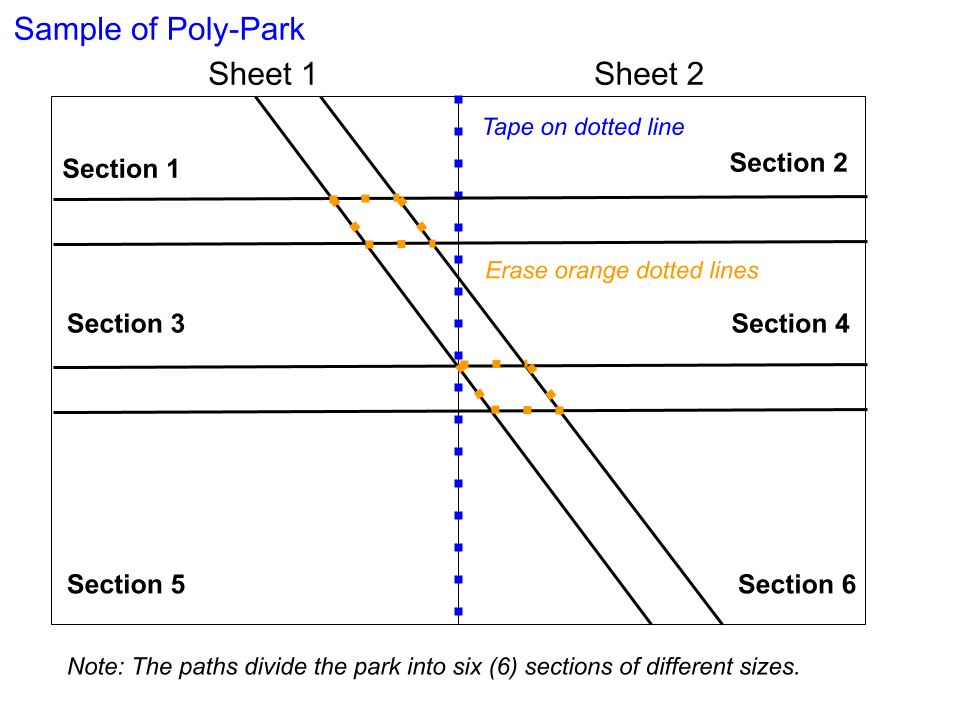 Sample of Poly-Park
Sheet 1
Sheet 2
Tape on dotted line
Section 1
Section 2
Erase orange dotted lines
Section 3
Section 4
Section 5
Section 6
Note: The paths divide the park into six (6) sections of different sizes.